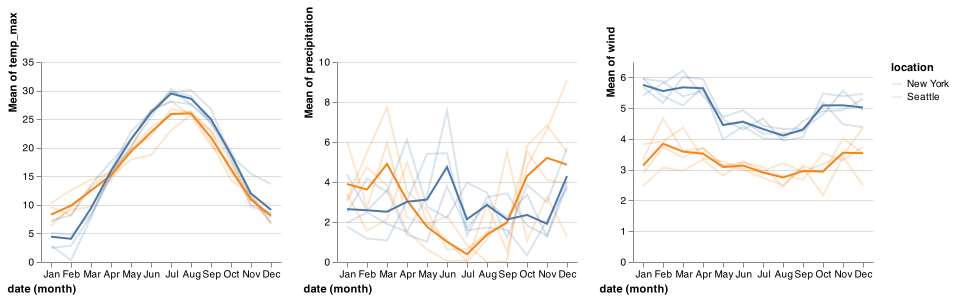 Mean of temp_max
35
30
25
20
15
10
5
0
Jan Feb Mar Apr May Jun Jul Aug Sep Oct Nov Dec
date (month)
Mean of precipitation
10
8
6
4
2
0
Jan Feb Mar Apr May Jun Jul Aug Sep Oct Nov Dec
date (month)
Mean of wind
6
5
4
3
2
1
0
Jan Feb Mar Apr May Jun Jul Aug Sep Oct Nov Dec
date (month)
location
New York
Seattle